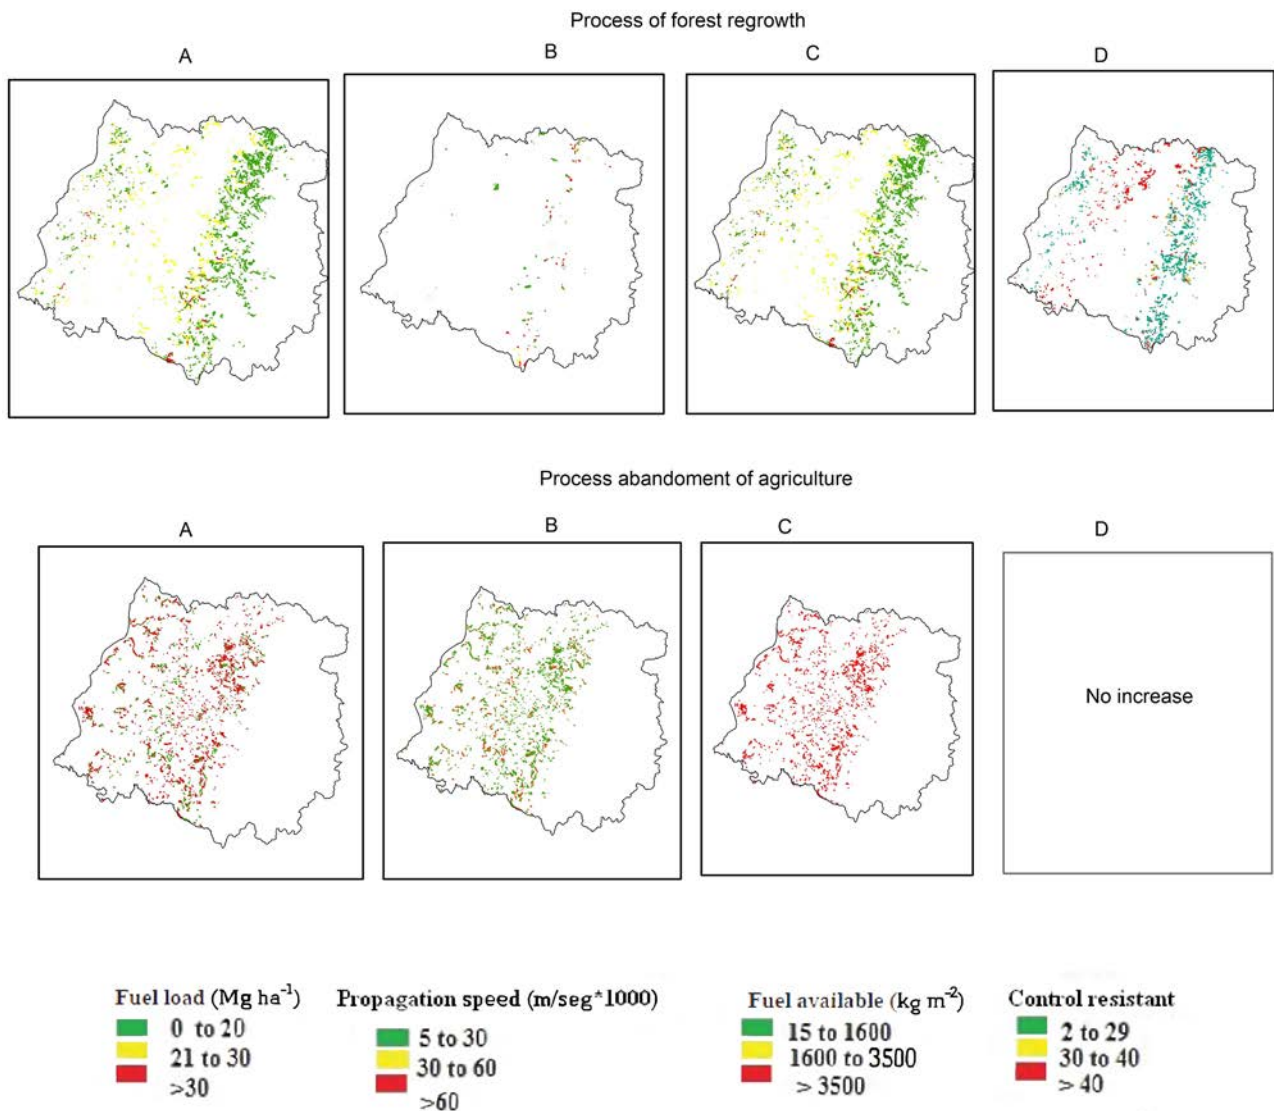 Process of forest regrowth
A
B
C
D
Process abandoment of agriculture
A
B
C
D
No increase
Fuel load (Mg ha⁻¹)
0 to 20
21 to 30
>30
Propagation speed (m/seg*1000)
5 to 30
30 to 60
>60
Fuel available (kg m⁻²)
15 to 1600
1600 to 3500
> 3500
Control resistant
2 to 29
30 to 40
> 40